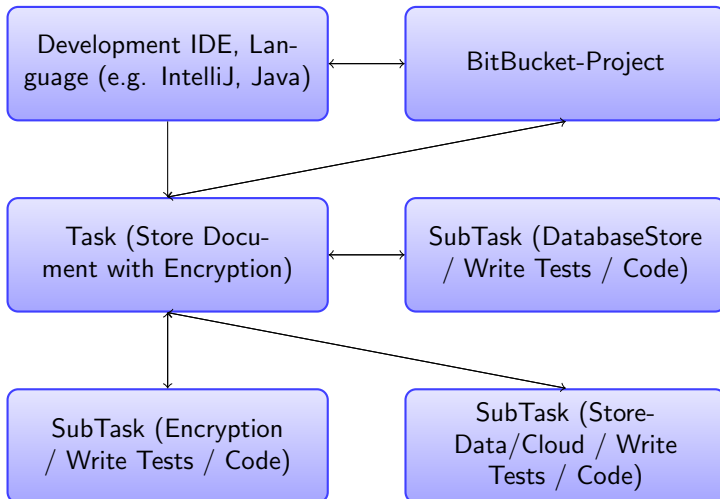 Development IDE, Lan-
guage (e.g. IntelliJ, Java)
BitBucket-Project
Task (Store Docu-
ment with Encryption)
SubTask (DatabaseStore
/ Write Tests / Code)
SubTask (Encryption
/ Write Tests / Code)
SubTask (Store-
Data/Cloud / Write
Tests / Code)